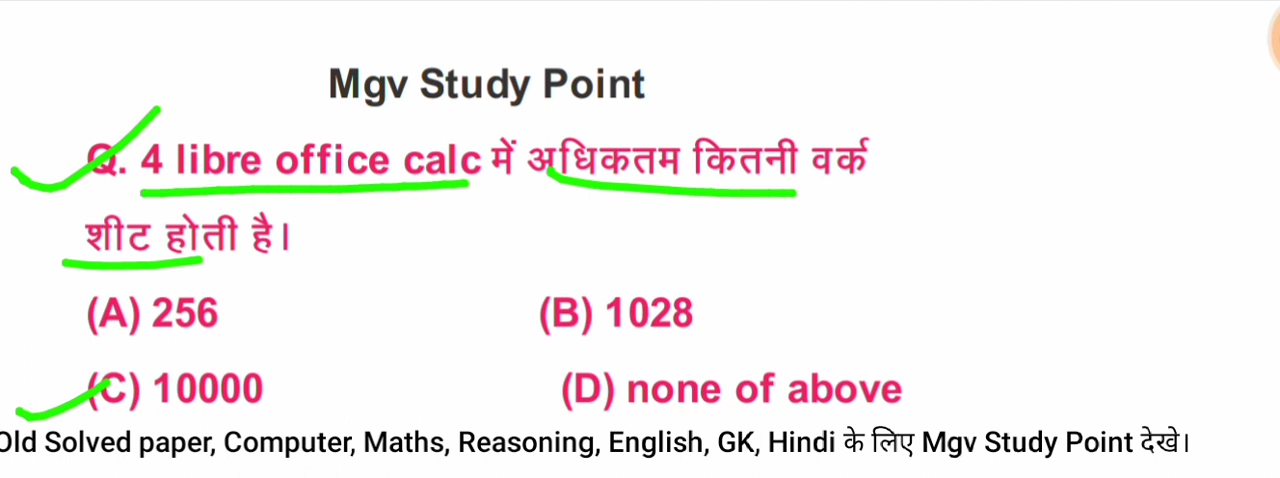 Mgv Study Point
Q. 4 libre office calc में अधिकतम कितनी वर्क
शीट होती है।
(A) 256 (B) 1028
(C) 10000 (D) none of above
Old Solved paper, Computer, Maths, Reasoning, English, GK, Hindi के लिए Mgv Study Point देखे।